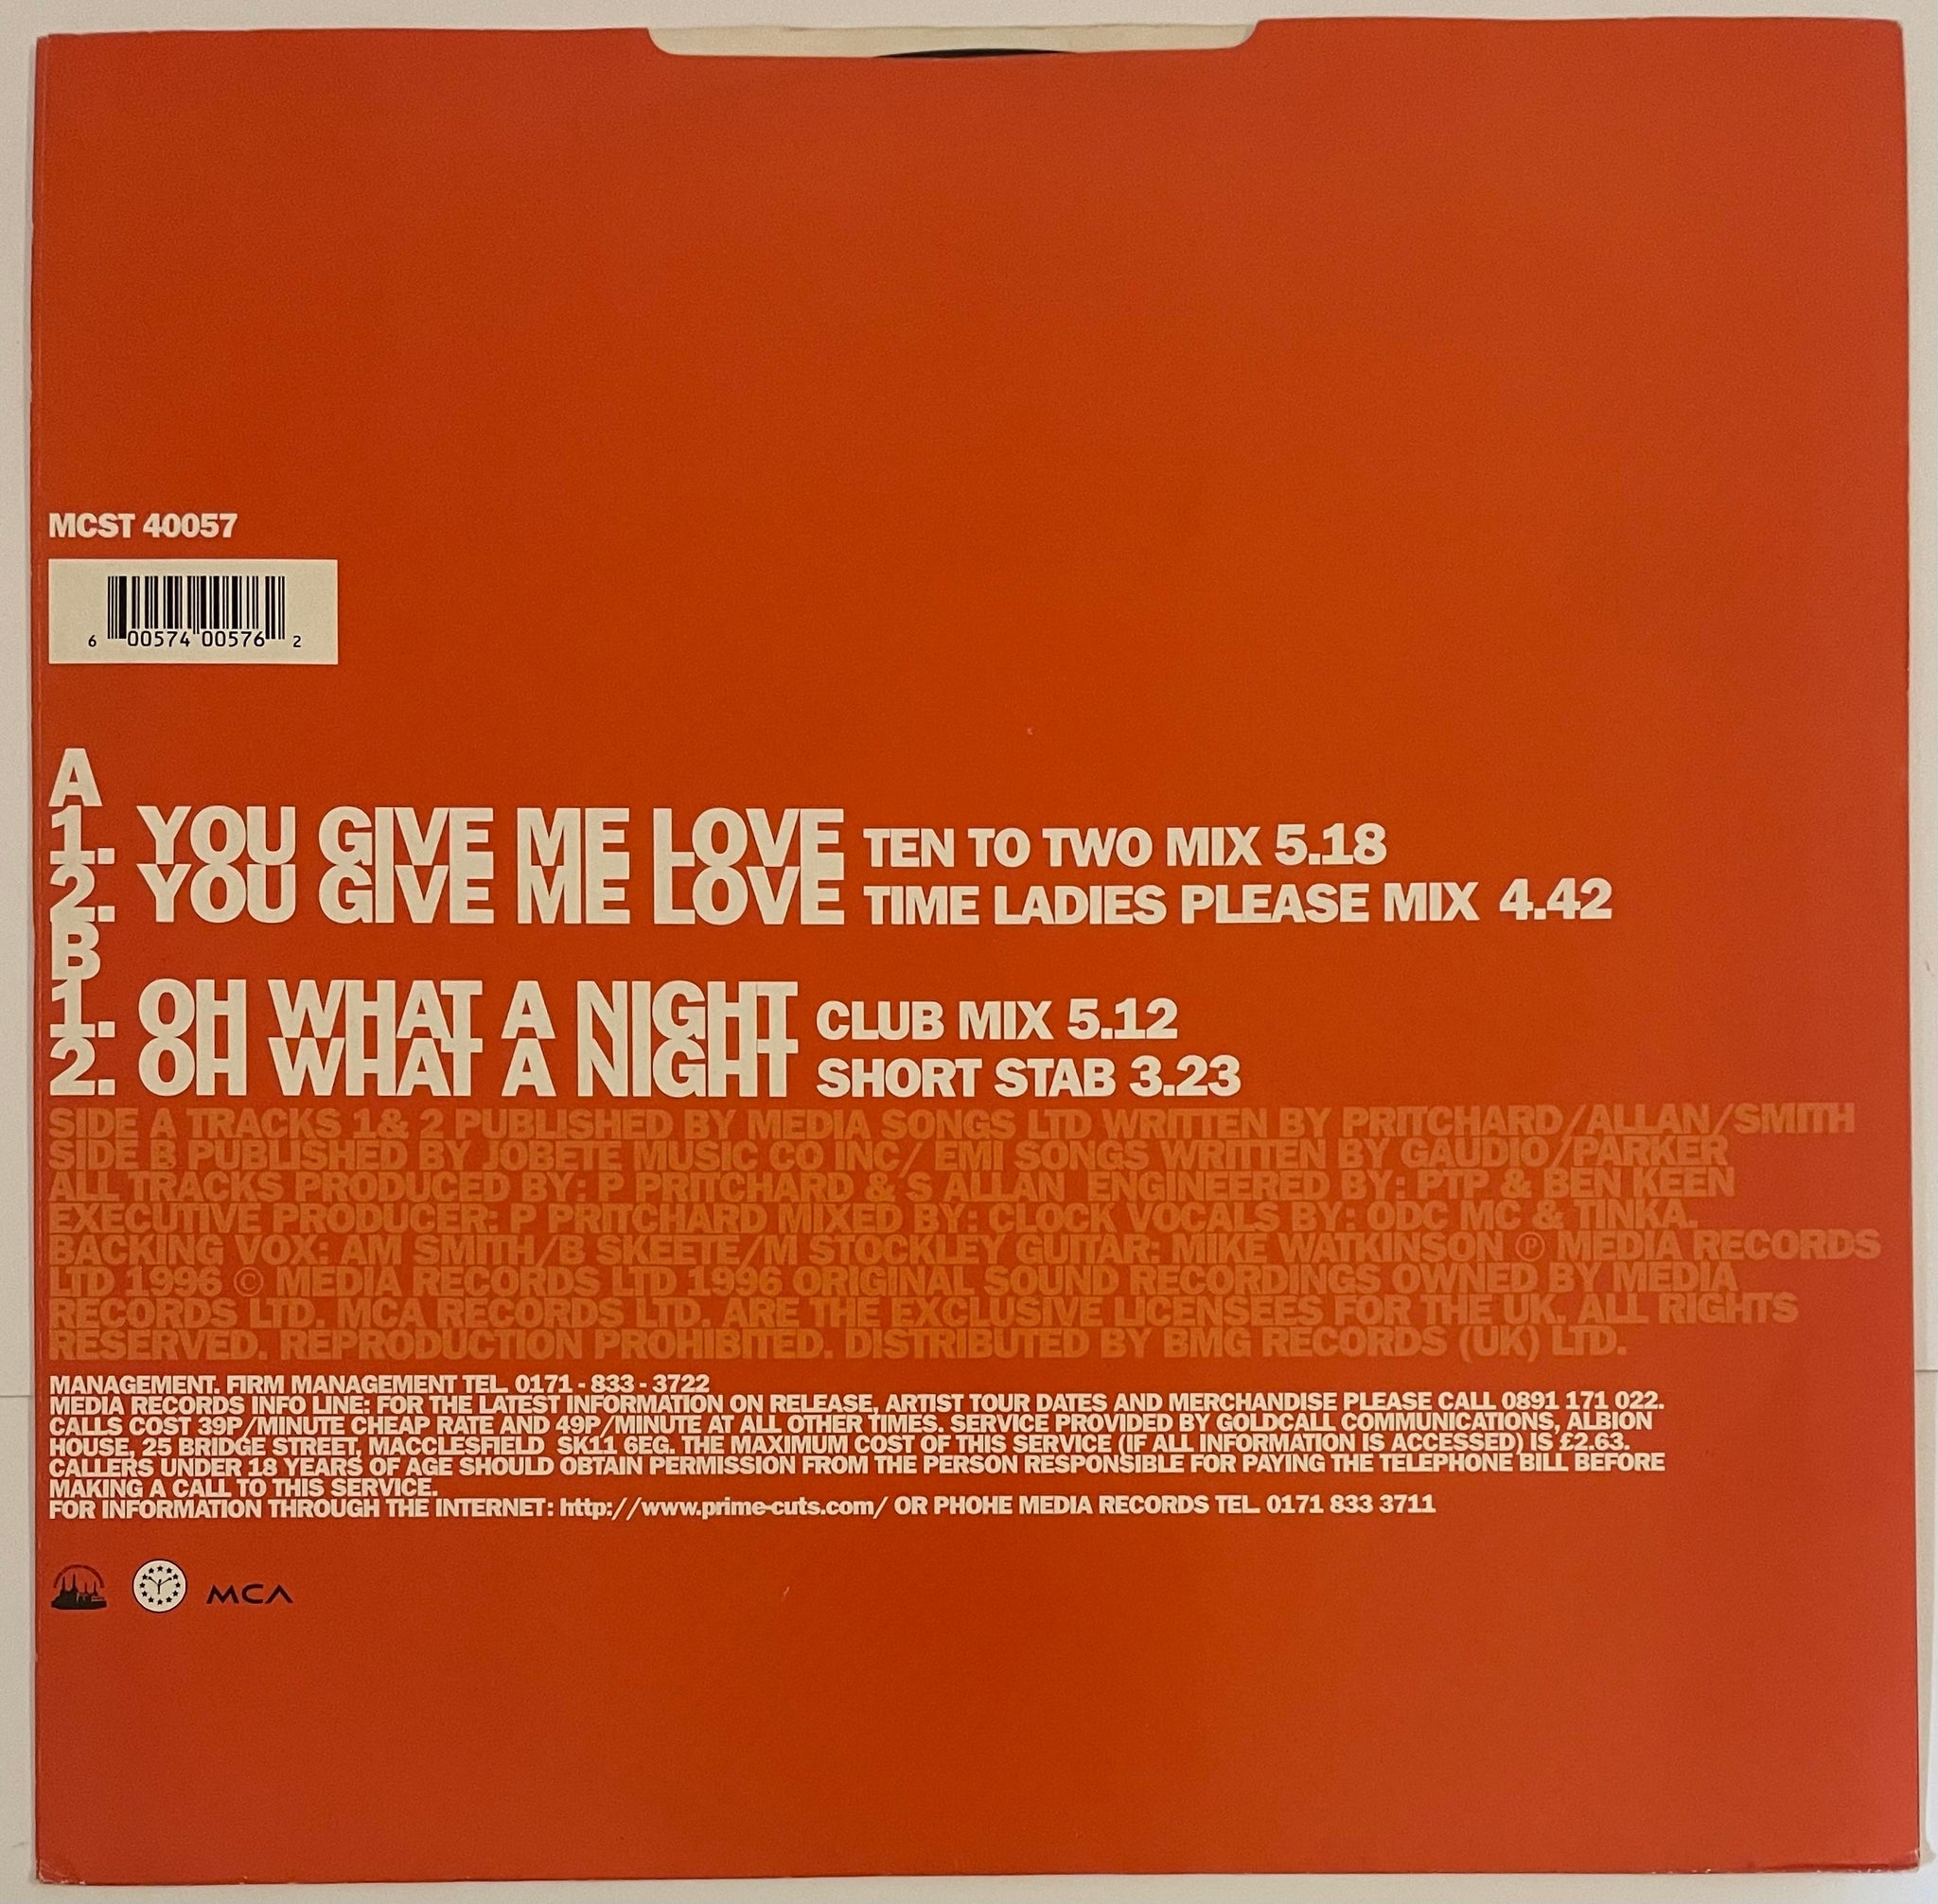 MCST 40057
6 00574 00576 2
A
1. YOU GIVE ME LOVE TEN TO TWO MIX 5.18
2. YOU GIVE ME LOVE TIME LADIES PLEASE MIX 4.42
B
1. OH WHAT A NIGHT CLUB MIX 5.12
2. OH WHAT A NIGHT SHORT STAB 3.23
SIDE A TRACKS 1& 2 PUBLISHED BY MEDIA SONGS LTD WRITTEN BY PRITCHARD/ALLAN/SMITH
SIDE B PUBLISHED BY JOBETE MUSIC CO INC/ EMI SONGS WRITTEN BY GAUDIO/PARKER
ALL TRACKS PRODUCED BY: P PRITCHARD & S ALLAN ENGINEERED BY: PTP & BEN KEEN
EXECUTIVE PRODUCER: P PRITCHARD MIXED BY: CLOCK VOCALS BY: ODC MC & TINKA.
BACKING VOX: AM SMITH/B SKEETE/M STOCKLEY GUITAR: MIKE WATKINSON ℗ MEDIA RECORDS
LTD 1996 © MEDIA RECORDS LTD 1996 ORIGINAL SOUND RECORDINGS OWNED BY MEDIA
RECORDS LTD. MCA RECORDS LTD. ARE THE EXCLUSIVE LICENSEES FOR THE UK. ALL RIGHTS
RESERVED. REPRODUCTION PROHIBITED. DISTRIBUTED BY BMG RECORDS (UK) LTD.
MANAGEMENT. FIRM MANAGEMENT TEL. 0171 - 833 - 3722
MEDIA RECORDS INFO LINE: FOR THE LATEST INFORMATION ON RELEASE, ARTIST TOUR DATES AND MERCHANDISE PLEASE CALL 0891 171 022.
CALLS COST 39P/MINUTE CHEAP RATE AND 49P/MINUTE AT ALL OTHER TIMES. SERVICE PROVIDED BY GOLDCALL COMMUNICATIONS, ALBION
HOUSE, 25 BRIDGE STREET, MACCLESFIELD SK11 6EG. THE MAXIMUM COST OF THIS SERVICE (IF ALL INFORMATION IS ACCESSED) IS £2.63.
CALLERS UNDER 18 YEARS OF AGE SHOULD OBTAIN PERMISSION FROM THE PERSON RESPONSIBLE FOR PAYING THE TELEPHONE BILL BEFORE
MAKING A CALL TO THIS SERVICE.
FOR INFORMATION THROUGH THE INTERNET: http://www.prime-cuts.com/ OR PHOHE MEDIA RECORDS TEL. 0171 833 3711
MCA